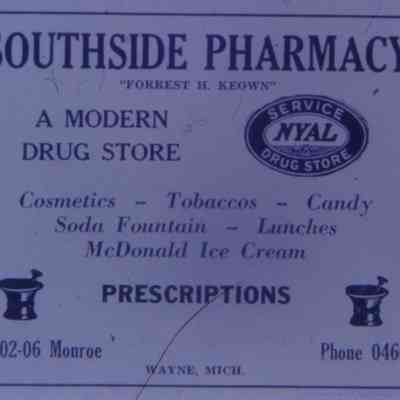 SOUTHSIDE PHARMACY
"FORREST H. KEOWN"
A MODERN
DRUG STORE
SERVICE
NYAL
DRUG STORE
Cosmetics - Tobaccos - Candy
Soda Fountain - Lunches
McDonald Ice Cream
PRESCRIPTIONS
02-06 Monroe
Phone 046
WAYNE, MICH.